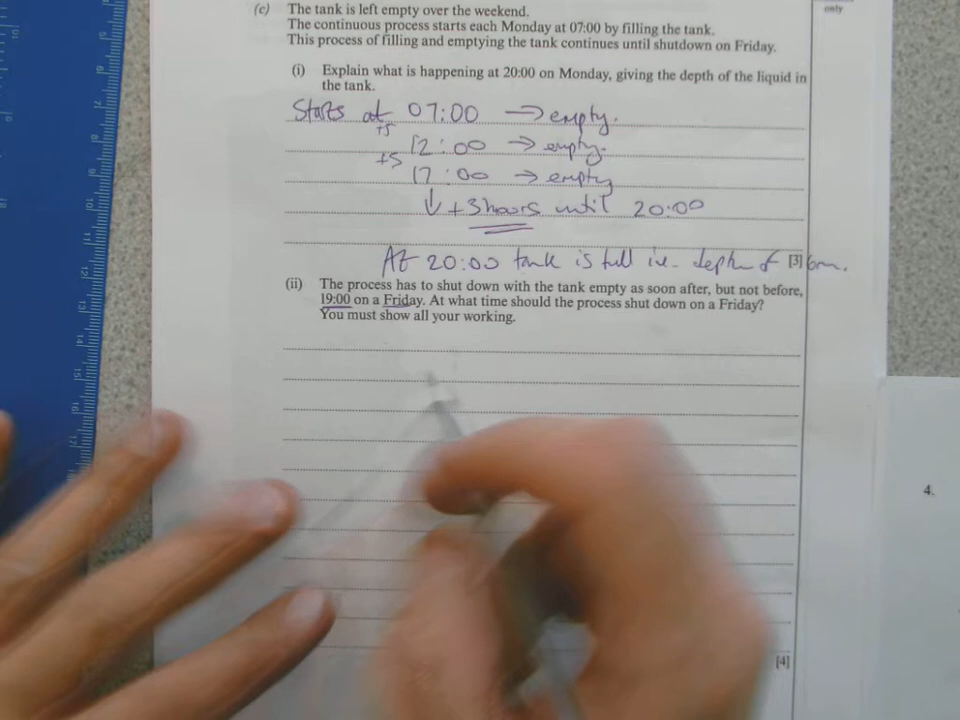 only
(c) The tank is left empty over the weekend.
The continuous process starts each Monday at 07:00 by filling the tank.
This process of filling and emptying the tank continues until shutdown on Friday.
(i) Explain what is happening at 20:00 on Monday, giving the depth of the liquid in
the tank.
Starts at 07:00 → empty.
+5
12:00 → empty.
+5
17:00 → empty
↓ +3 hours until 20:00
At 20:00 tank is full i.e. depth of
[3]
(ii) The process has to shut down with the tank empty as soon after, but not before,
19:00 on a Friday. At what time should the process shut down on a Friday?
You must show all your working.
4.
[4]